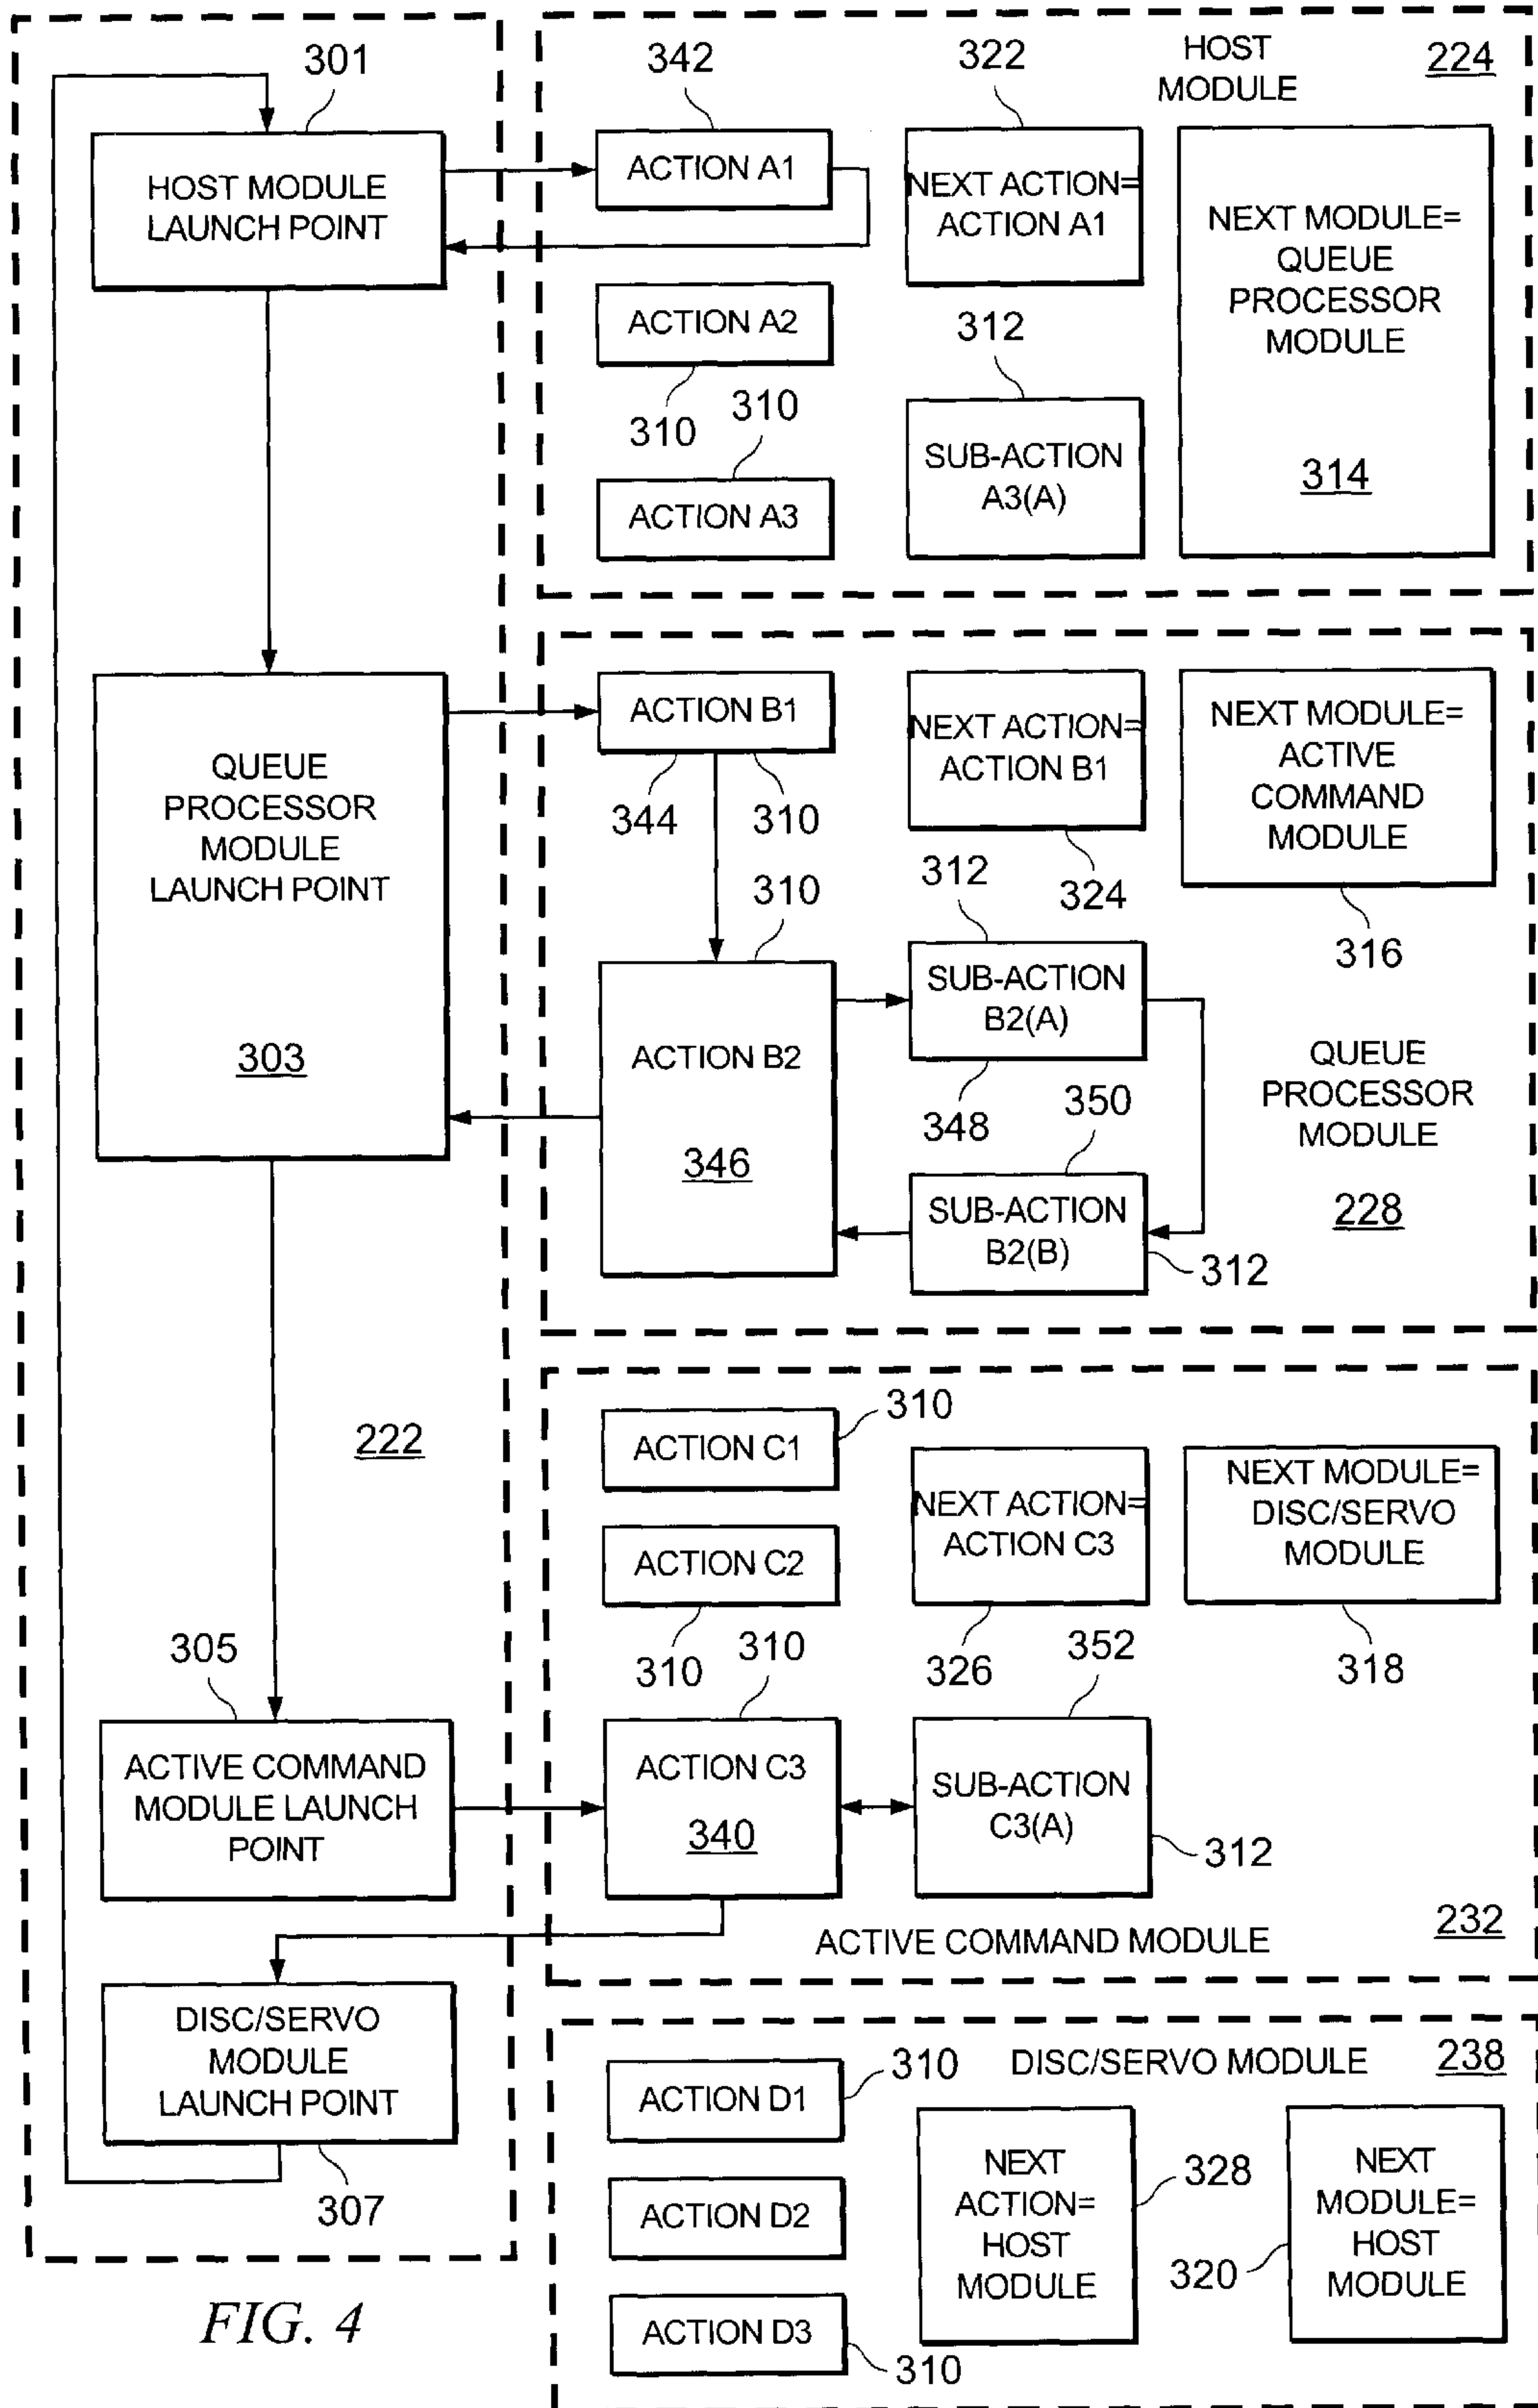 301
HOST MODULE
LAUNCH POINT
QUEUE
PROCESSOR
MODULE
LAUNCH POINT
303
222
305
ACTIVE COMMAND
MODULE LAUNCH
POINT
DISC/SERVO
MODULE
LAUNCH POINT
307
342
322
HOST
MODULE
224
ACTION A1
NEXT ACTION=
ACTION A1
NEXT MODULE=
QUEUE
PROCESSOR
MODULE
314
ACTION A2
310
312
310
ACTION A3
SUB-ACTION
A3(A)
ACTION B1
344
310
NEXT ACTION=
ACTION B1
324
NEXT MODULE=
ACTIVE
COMMAND
MODULE
316
310
312
ACTION B2
346
SUB-ACTION
B2(A)
348
350
SUB-ACTION
B2(B)
312
QUEUE
PROCESSOR
MODULE
228
ACTION C1
310
ACTION C2
310
NEXT ACTION=
ACTION C3
326
NEXT MODULE=
DISC/SERVO
MODULE
318
310
352
ACTION C3
340
SUB-ACTION
C3(A)
312
ACTIVE COMMAND MODULE
232
DISC/SERVO MODULE
238
ACTION D1
310
ACTION D2
ACTION D3
310
NEXT
ACTION=
HOST
MODULE
328
NEXT
MODULE=
HOST
MODULE
320
FIG. 4